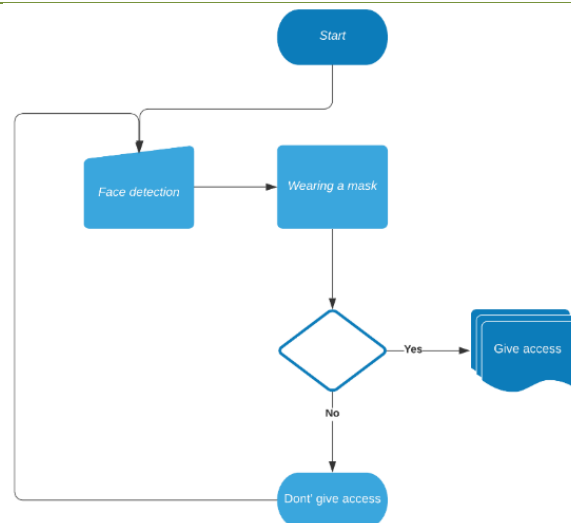 Start
Face detection
Wearing a mask
Yes
Give access
No
Dont' give access